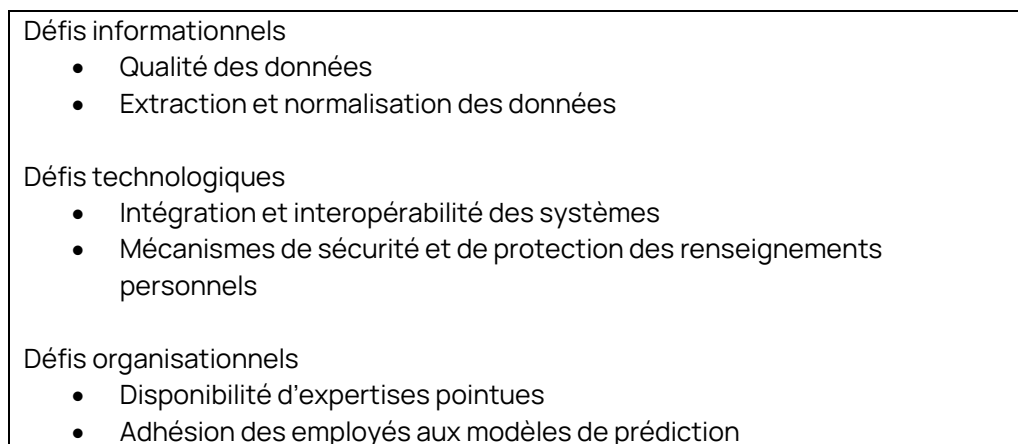 Défis informationnels
• Qualité des données
• Extraction et normalisation des données
Défis technologiques
• Intégration et interopérabilité des systèmes
• Mécanismes de sécurité et de protection des renseignements
personnels
Défis organisationnels
• Disponibilité d’expertises pointues
• Adhésion des employés aux modèles de prédiction